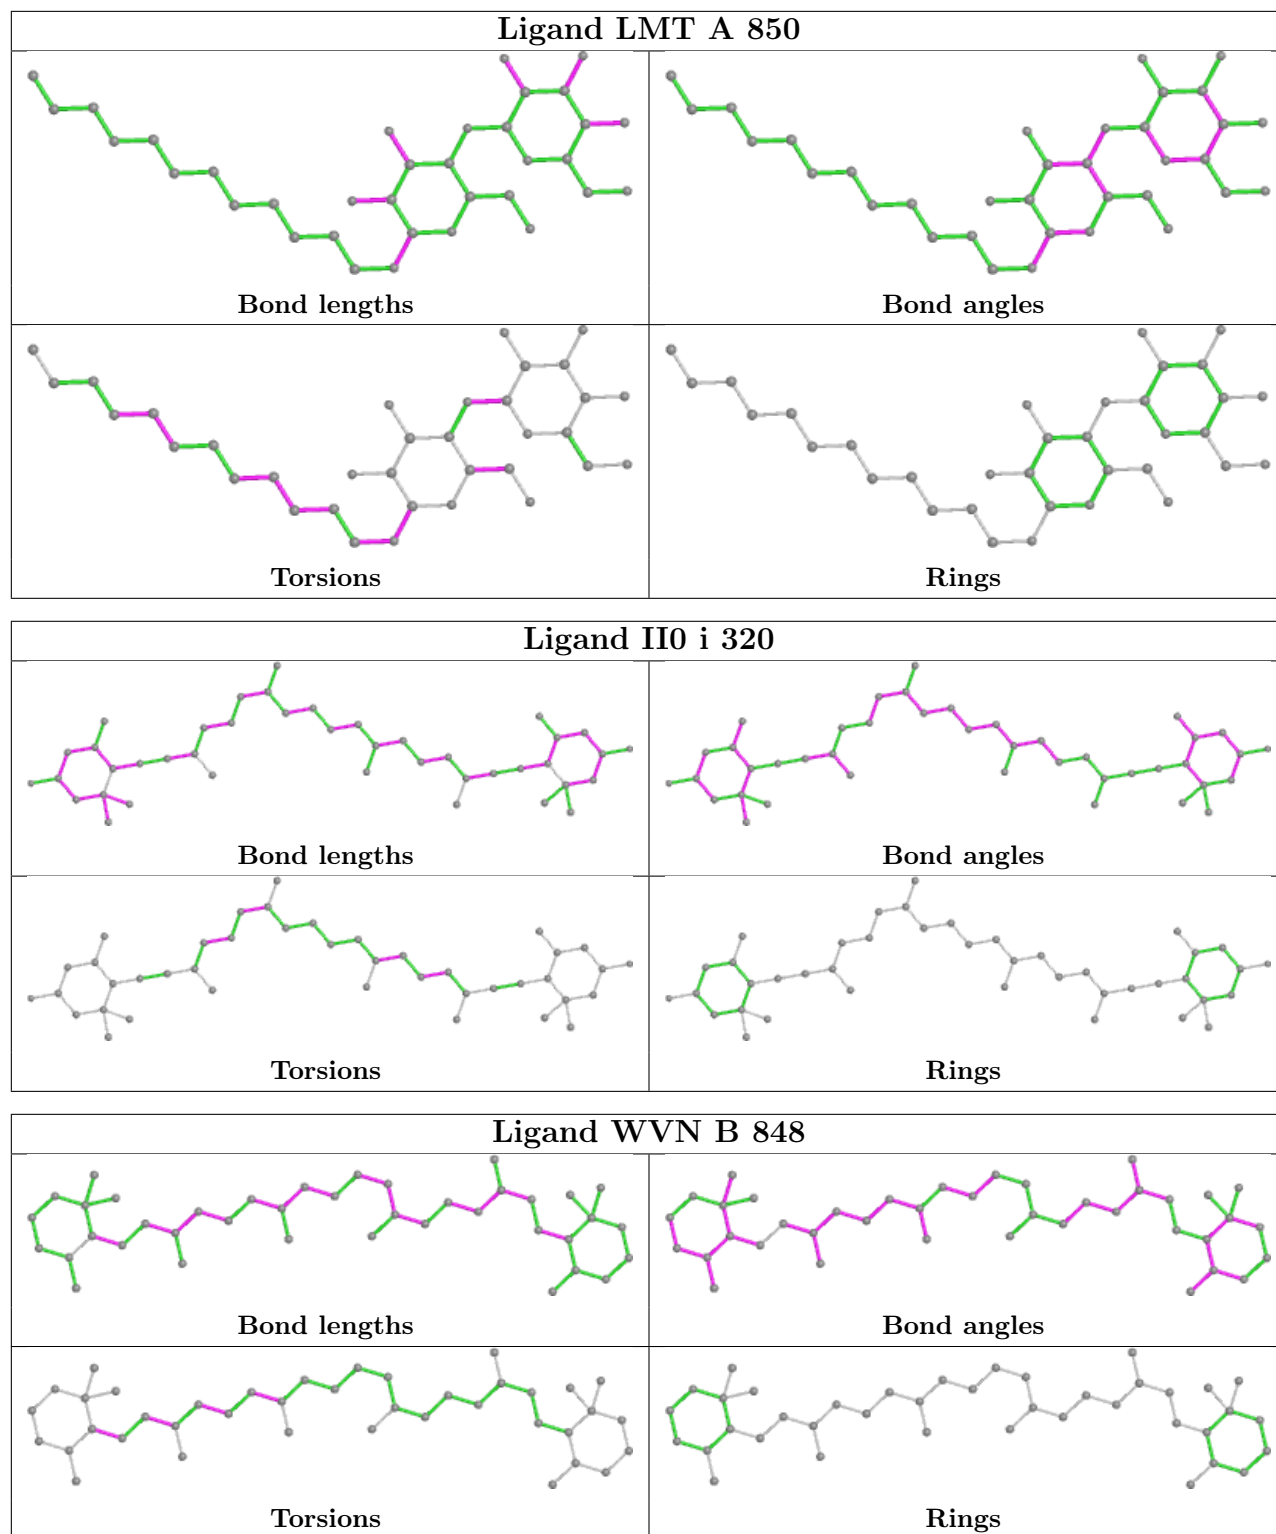 Ligand LMT A 850
Bond lengths
Bond angles
Torsions
Rings
Ligand II0 i 320
Bond lengths
Bond angles
Torsions
Rings
Ligand WVN B 848
Bond lengths
Bond angles
Torsions
Rings